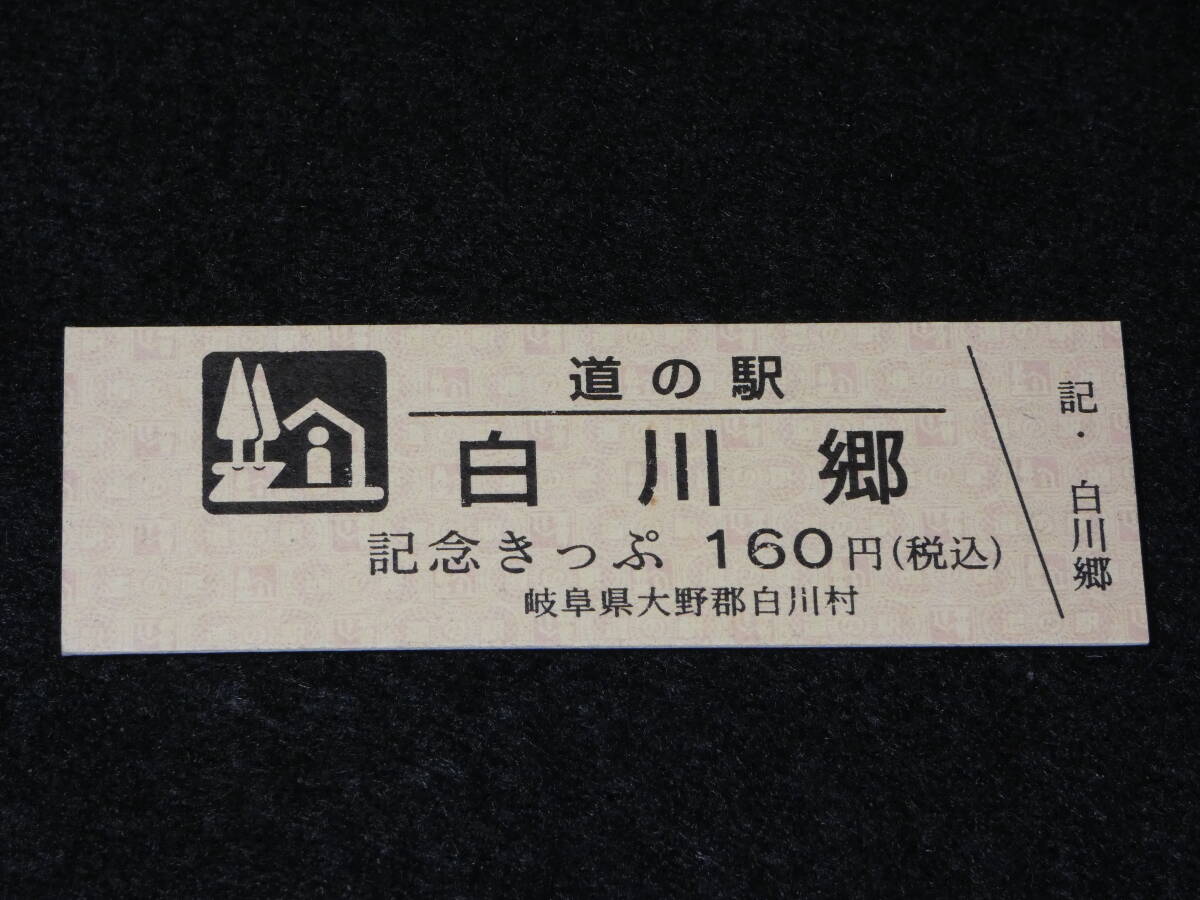 道の駅
白川郷
記念きっぷ 160円(税込)
岐阜県大野郡白川村
記・白川郷